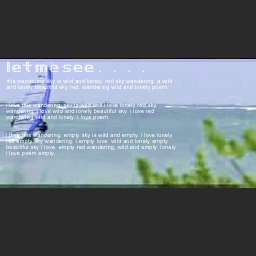 let me see. . . .
this wandering sky is wild and lonely. red sky wandering. a wild
and lonely beautiful sky red. wandering wild and lonely poem.
i love this wandering. sky is wild and i love lonely red sky
wandering. i love wild and lonely beautiful sky. i love red
wandering wild and lonely. i love poem.
i love this wandering. empty sky is wild and empty. i love lonely
red empty sky wandering. i empty love. wild and lonely empty
beautiful sky i love. empty red wandering. wild and empty. lonely
i love poem empty.